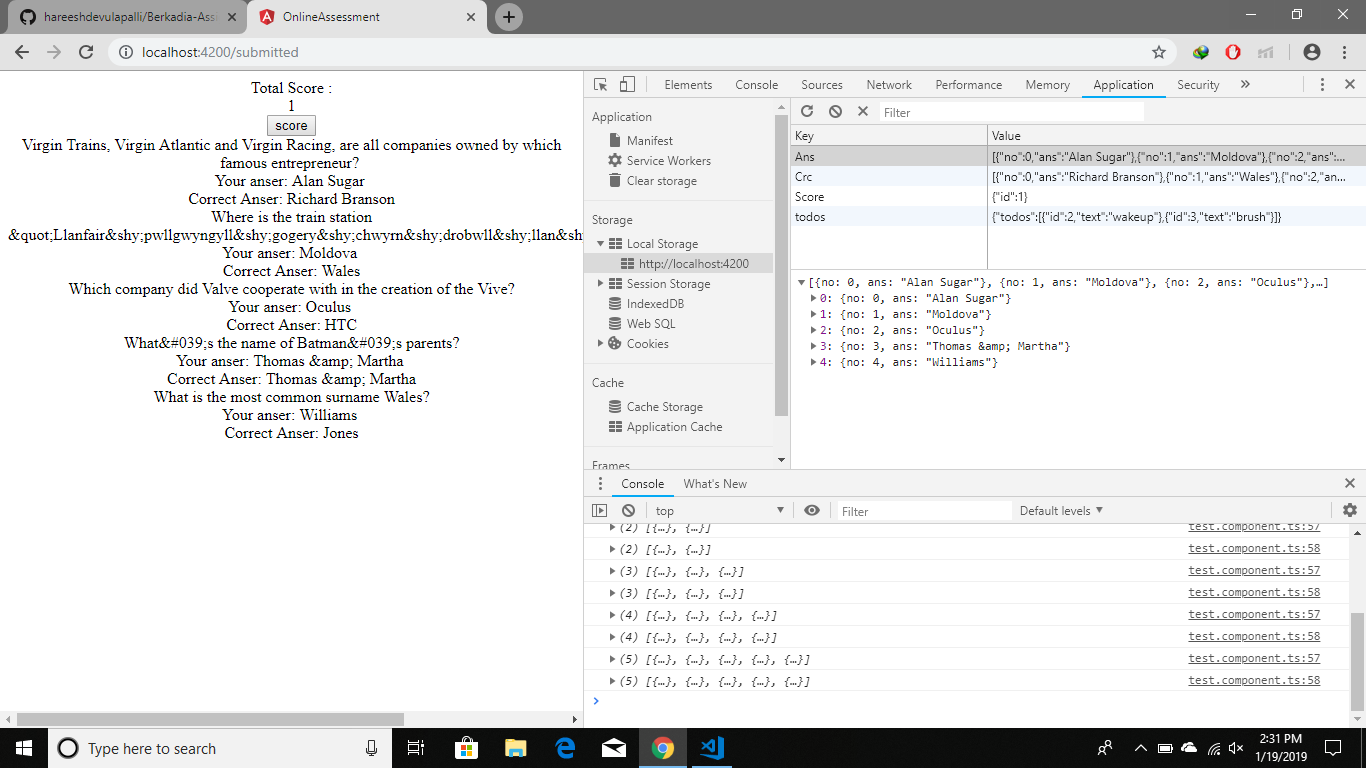 hareeshdevulapalli/Berkadia-Ass
OnlineAssessment
localhost:4200/submitted
Total Score :
1
score
Virgin Trains, Virgin Atlantic and Virgin Racing, are all companies owned by which
famous entrepreneur?
Your anser: Alan Sugar
Correct Anser: Richard Branson
Where is the train station
&quot;Llanfair&shy;pwllgwyngyll&shy;gogery&shy;chwyrn&shy;drobwll&shy;llan&sh
Your anser: Moldova
Correct Anser: Wales
Which company did Valve cooperate with in the creation of the Vive?
Your anser: Oculus
Correct Anser: HTC
What&#039;s the name of Batman&#039;s parents?
Your anser: Thomas &amp; Martha
Correct Anser: Thomas &amp; Martha
What is the most common surname Wales?
Your anser: Williams
Correct Anser: Jones
Elements Console Sources Network Performance Memory Application Security »
Application
Manifest
Service Workers
Clear storage
Storage
Local Storage
http://localhost:4200
Session Storage
IndexedDB
Web SQL
Cookies
Cache
Cache Storage
Application Cache
Frames
Filter
Key Value
Ans [{"no":0,"ans":"Alan Sugar"},{"no":1,"ans":"Moldova"},{"no":2,"ans":...
Crc [{"no":0,"ans":"Richard Branson"},{"no":1,"ans":"Wales"},{"no":2,"an...
Score {"id":1}
todos {"todos":[{"id":2,"text":"wakeup"},{"id":3,"text":"brush"}]}
[{no: 0, ans: "Alan Sugar"}, {no: 1, ans: "Moldova"}, {no: 2, ans: "Oculus"},…]
0: {no: 0, ans: "Alan Sugar"}
1: {no: 1, ans: "Moldova"}
2: {no: 2, ans: "Oculus"}
3: {no: 3, ans: "Thomas &amp; Martha"}
4: {no: 4, ans: "Williams"}
Console What's New
top Filter Default levels
(2) [{…}, {…}] test.component.ts:57
(2) [{…}, {…}] test.component.ts:58
(3) [{…}, {…}, {…}] test.component.ts:57
(3) [{…}, {…}, {…}] test.component.ts:58
(4) [{…}, {…}, {…}, {…}] test.component.ts:57
(4) [{…}, {…}, {…}, {…}] test.component.ts:58
(5) [{…}, {…}, {…}, {…}, {…}] test.component.ts:57
(5) [{…}, {…}, {…}, {…}, {…}] test.component.ts:58
Type here to search
2:31 PM
1/19/2019